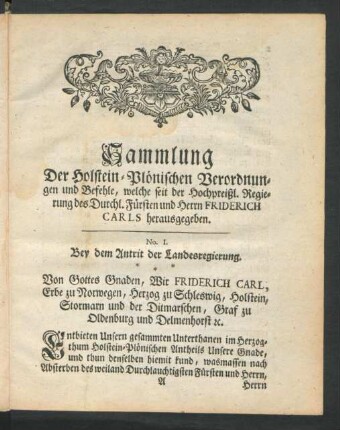 Sammlung
Der Holstein-Plönischen Verordnun-
gen und Befehle, welche seit der Hochpreißl. Regie-
rung des Durchl. Fürsten und Herrn FRIDERICH
CARLS herausgegeben.
No. I.
Bey dem Antrit der Landesregierung.
* * *
Von Gottes Gnaden, Wir FRIDERICH CARL,
Erbe zu Norwegen, Herzog zu Schleswig, Holstein,
Stormarn und der Ditmarschen, Graf zu
Oldenburg und Delmenhorst ꝛc.
Entbieten Unsern gesammten Unterthanen im Herzog-
thum Holstein-Plönischen Antheils Unsere Gnade,
und thun denselben hiemit kund, wasmassen nach
Absterben des weiland Durchlauchtigsten Fürsten und Herrn,
A Herrn